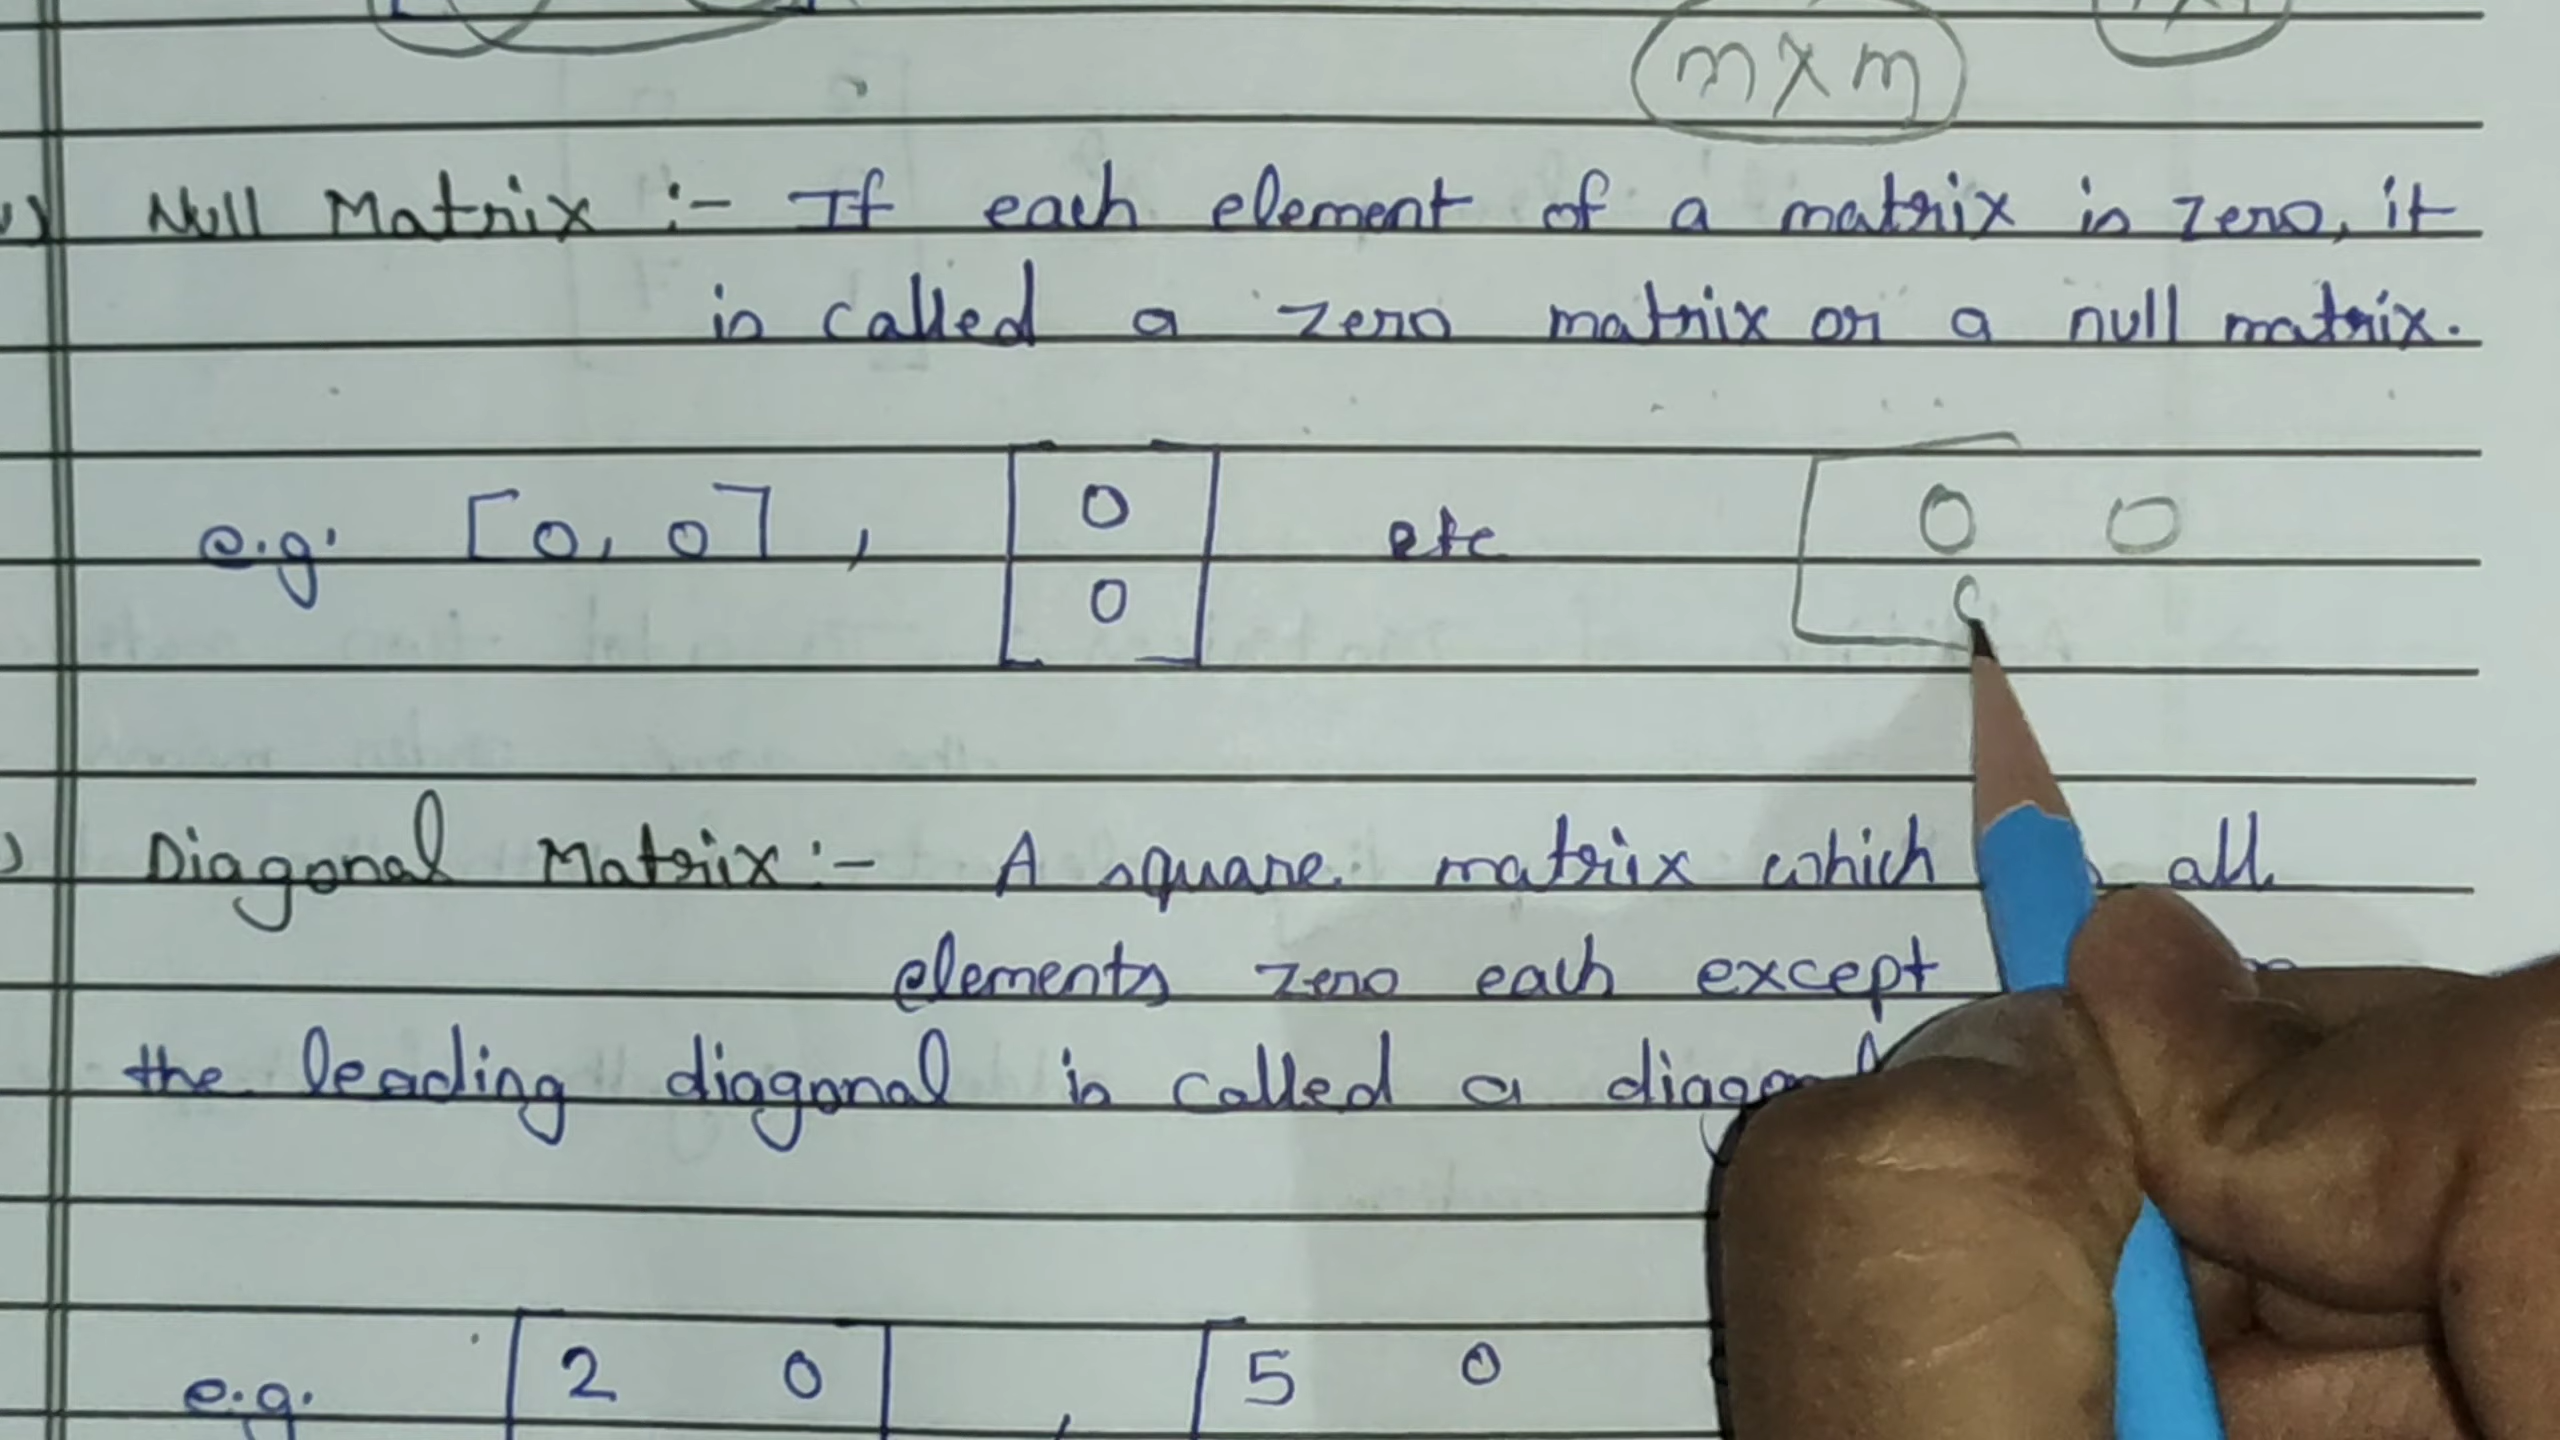 m X m
Null Matrix :- If each element of a matrix is zero, it
is called a zero matrix or a null matrix.
e.g. [0, 0] , [0 etc [0 0
0
Diagonal Matrix :- A square matrix which all
elements zero each except
the leading diagonal is called a diagonal
e.g. [2 0] , [5 0